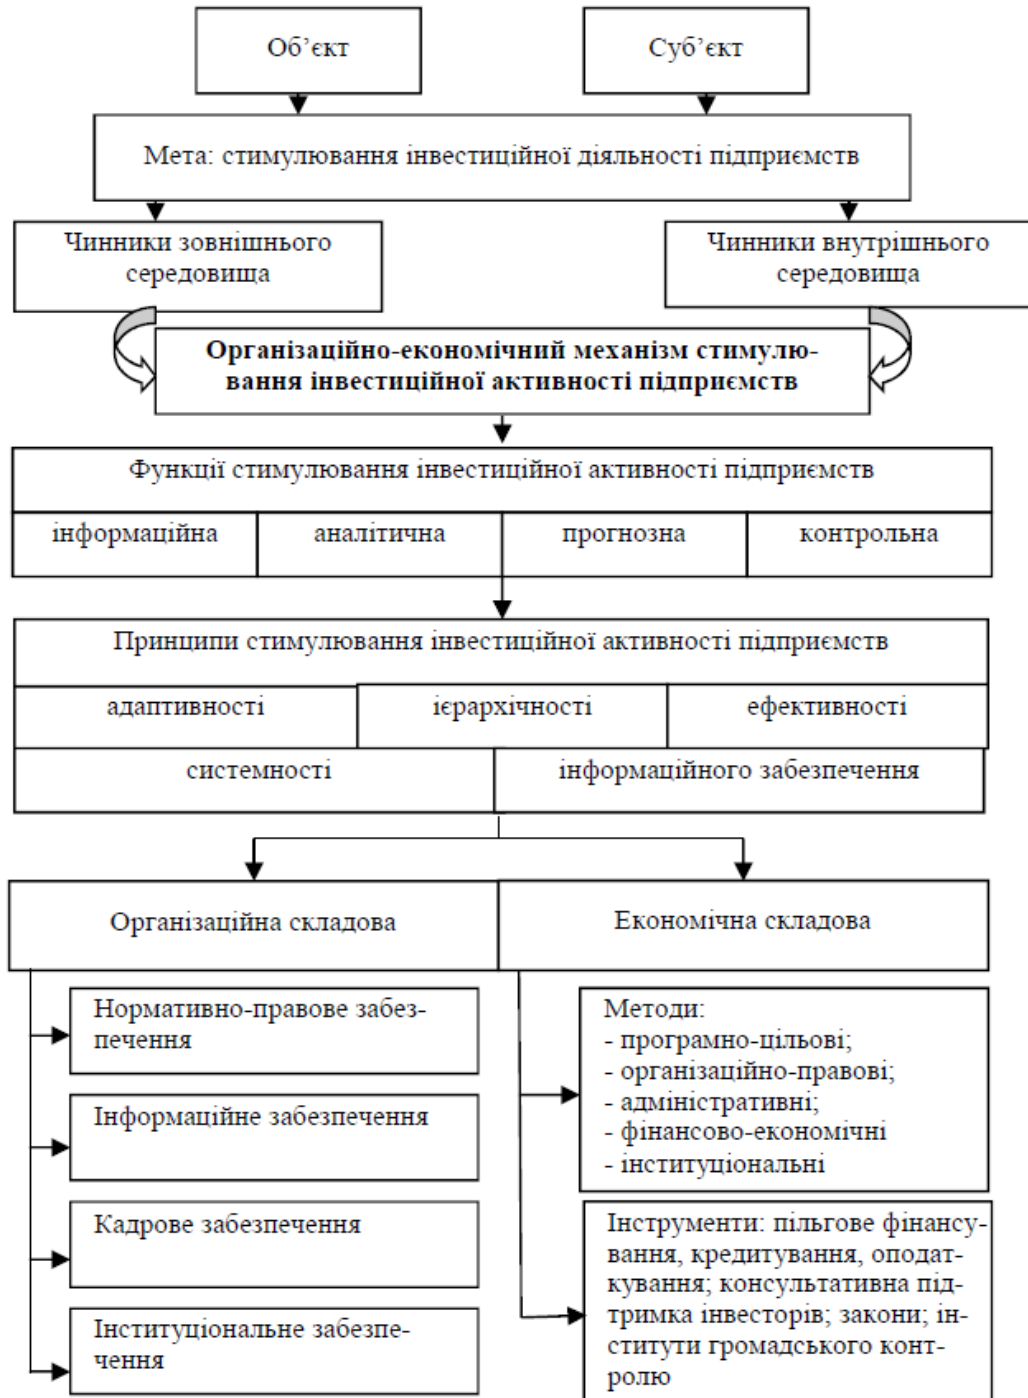 Об’єкт
Суб’єкт
Мета: стимулювання інвестиційної діяльності підприємств
Чинники зовнішнього
середовища
Чинники внутрішнього
середовища
Організаційно-економічний механізм стимулю-
вання інвестиційної активності підприємств
Функції стимулювання інвестиційної активності підприємств
інформаційна
аналітична
прогнозна
контрольна
Принципи стимулювання інвестиційної активності підприємств
адаптивності
ієрархічності
ефективності
системності
інформаційного забезпечення
Організаційна складова
Економічна складова
Нормативно-правове забез-
печення
Інформаційне забезпечення
Кадрове забезпечення
Інституціональне забезпе-
чення
Методи:
- програмно-цільові;
- організаційно-правові;
- адміністративні;
- фінансово-економічні
- інституціональні
Інструменти: пільгове фінансу-
вання, кредитування, оподат-
кування; консультативна під-
тримка інвесторів; закони; ін-
ститути громадського конт-
ролю